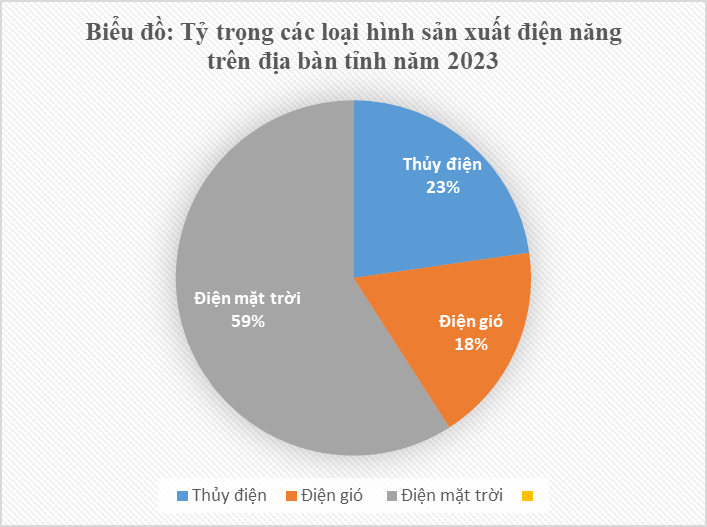 Biểu đồ: Tỷ trọng các loại hình sản xuất điện năng
trên địa bàn tỉnh năm 2023
Thủy điện
23%
Điện mặt trời
59%
Điện gió
18%
Thủy điện Điện gió Điện mặt trời